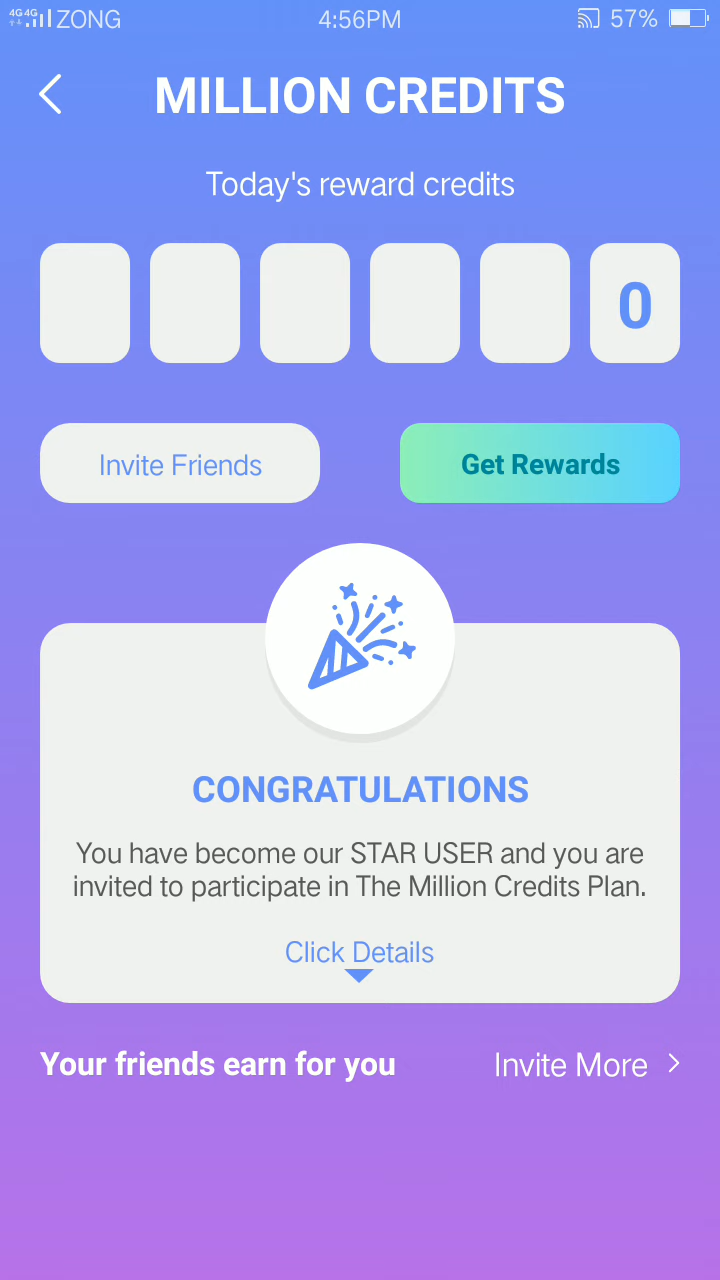 4G4G ZONG 4:56PM 57%
MILLION CREDITS
Today's reward credits
0
Invite Friends Get Rewards
CONGRATULATIONS
You have become our STAR USER and you are
invited to participate in The Million Credits Plan.
Click Details
Your friends earn for you Invite More